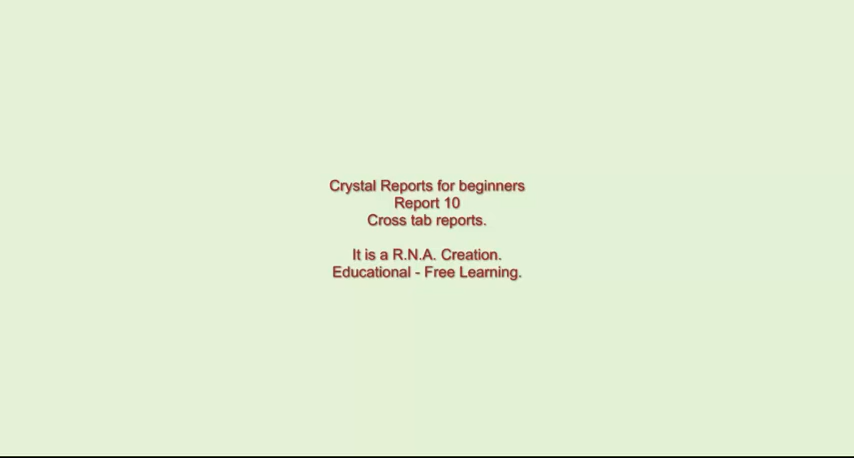 Crystal Reports for beginners
Report 10
Cross tab reports.
It is a R.N.A. Creation.
Educational - Free Learning.